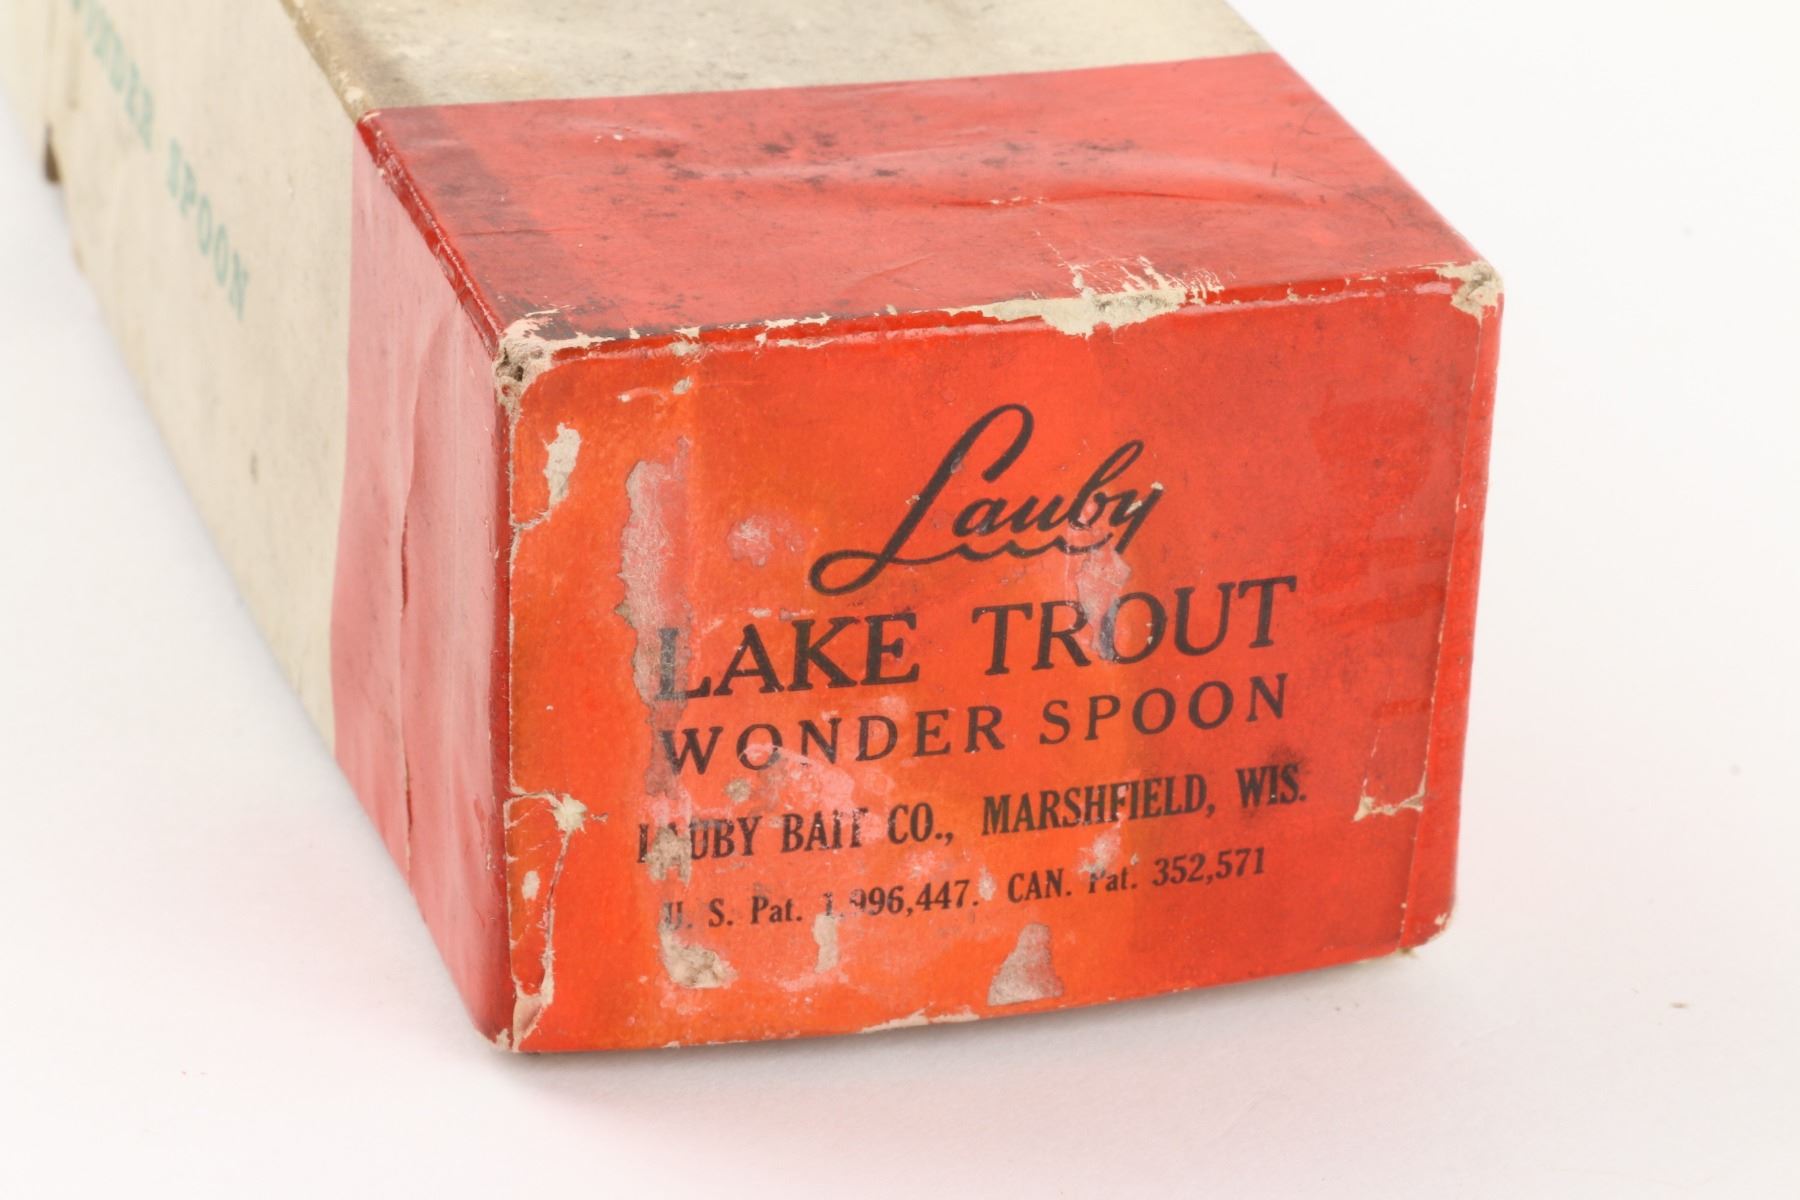 SPOON
Lauby
LAKE TROUT
WONDER SPOON
LAUBY BAIT CO., MARSHFIELD, WIS.
U. S. Pat. 1,996,447. CAN. Pat. 352,571